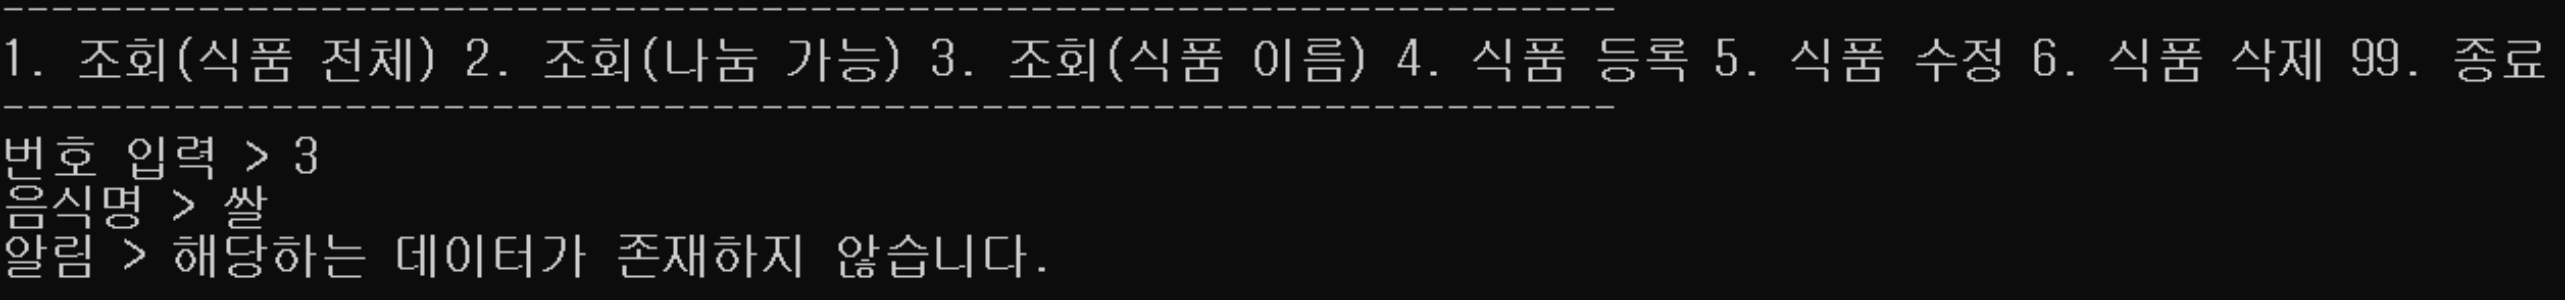 ------------------------------------------------------------------
1. 조회(식품 전체) 2. 조회(나눔 가능) 3. 조회(식품 이름) 4. 식품 등록 5. 식품 수정 6. 식품 삭제 99. 종료
------------------------------------------------------------------
번호 입력 > 3
음식명 > 쌀
알림 > 해당하는 데이터가 존재하지 않습니다.